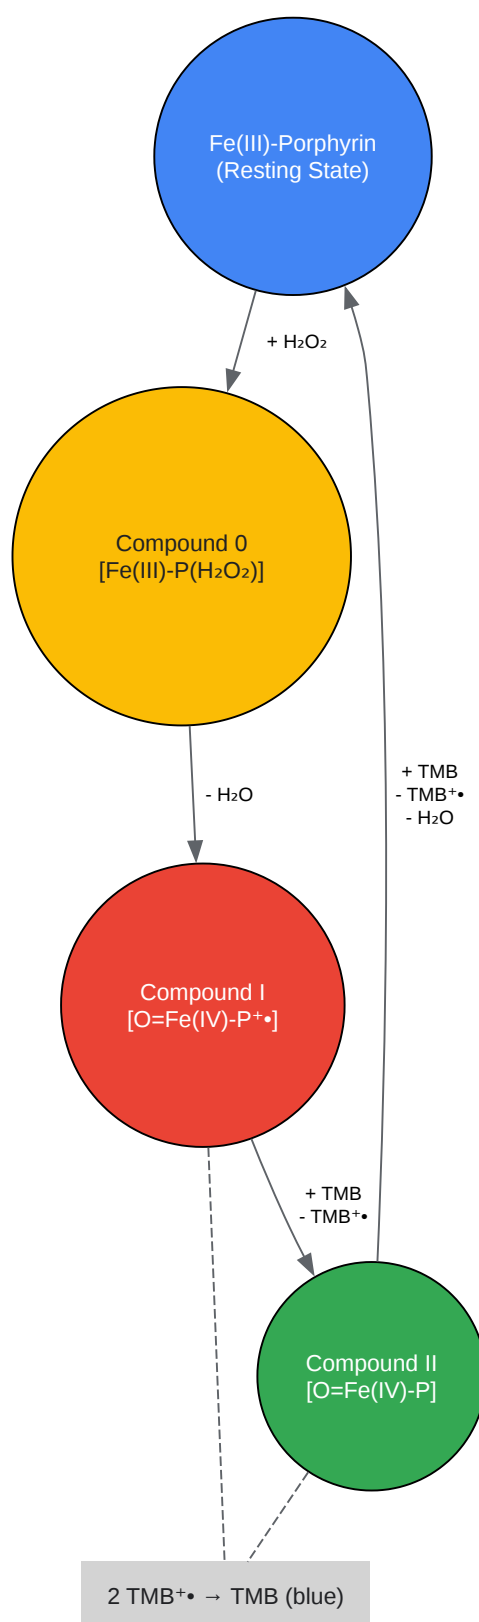 Fe(III)-Porphyrin
(Resting State)
+ H₂O₂
Compound 0
[Fe(III)-P(H₂O₂)]
- H₂O
+ TMB
- TMB⁺•
- H₂O
Compound I
[O=Fe(IV)-P⁺•]
+ TMB
- TMB⁺•
Compound II
[O=Fe(IV)-P]
2 TMB⁺• → TMB (blue)